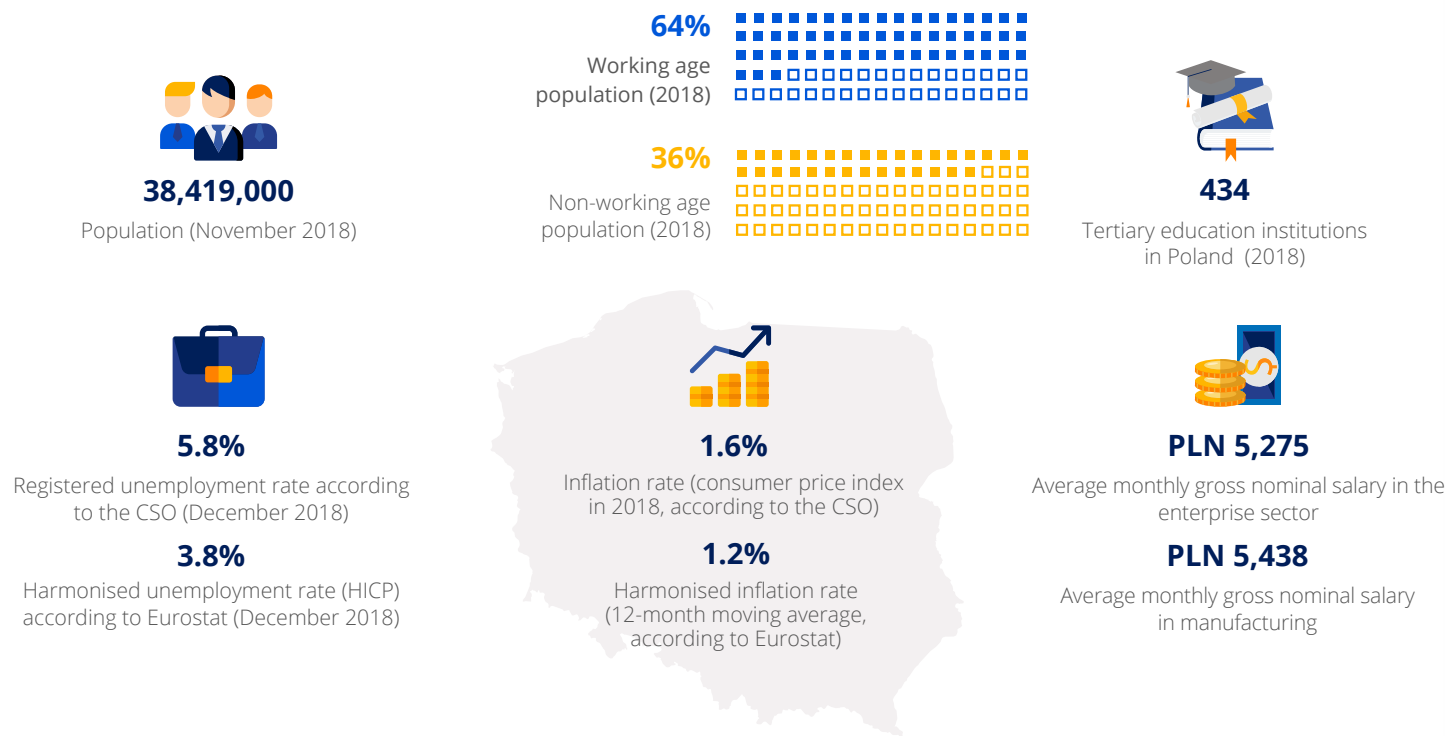 38,419,000
Population (November 2018)
64%
Working age
population (2018)
36%
Non-working age
population (2018)
434
Tertiary education institutions
in Poland (2018)
5.8%
Registered unemployment rate according
to the CSO (December 2018)
3.8%
Harmonised unemployment rate (HICP)
according to Eurostat (December 2018)
1.6%
Inflation rate (consumer price index
in 2018, according to the CSO)
1.2%
Harmonised inflation rate
(12-month moving average,
according to Eurostat)
$
PLN 5,275
Average monthly gross nominal salary in the
enterprise sector
PLN 5,438
Average monthly gross nominal salary
in manufacturing